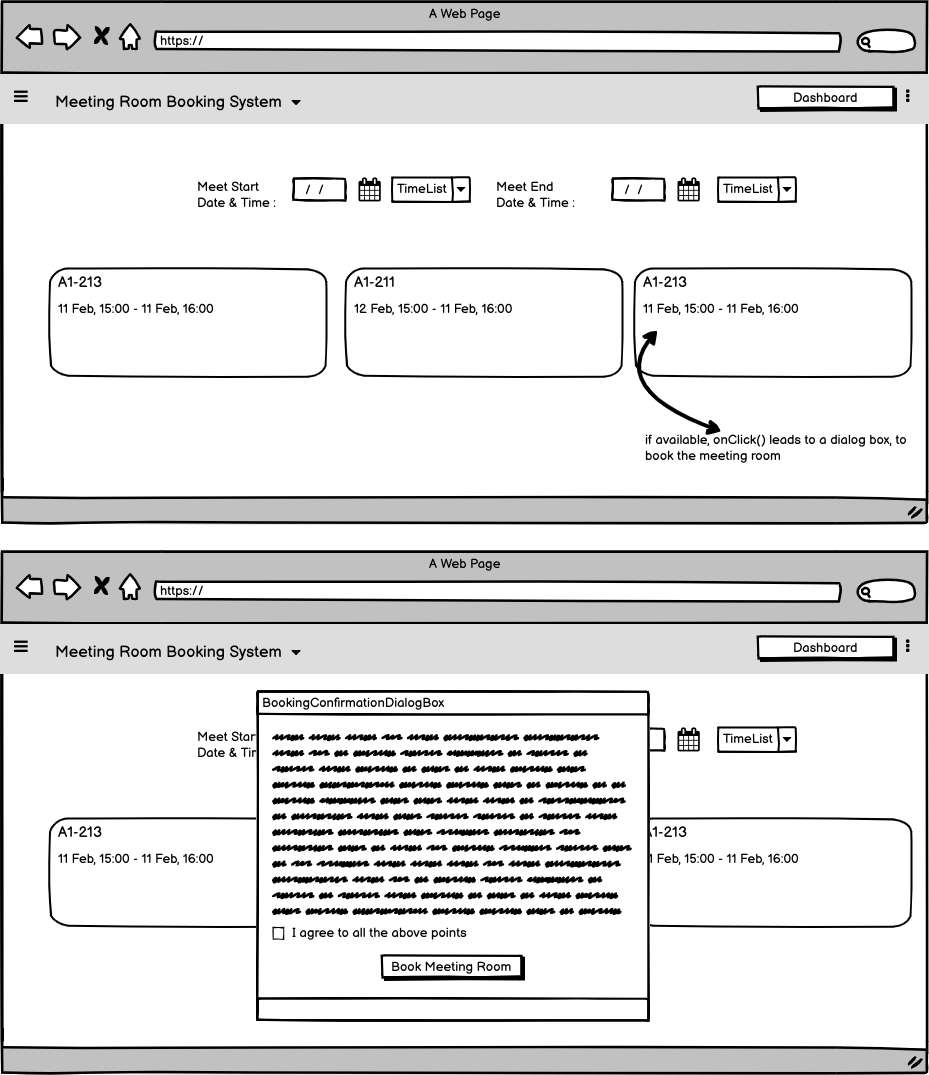 A Web Page
https://
Meeting Room Booking System
Dashboard
Meet Start
Date & Time :
/ /
TimeList
Meet End
Date & Time :
/ /
TimeList
A1-213
11 Feb, 15:00 - 11 Feb, 16:00
A1-211
12 Feb, 15:00 - 11 Feb, 16:00
A1-213
11 Feb, 15:00 - 11 Feb, 16:00
if available, onClick() leads to a dialog box, to
book the meeting room
A Web Page
https://
Meeting Room Booking System
Dashboard
BookingConfirmationDialogBox
Meet Star
Date & Tim
TimeList
A1-213
11 Feb, 15:00 - 11 Feb, 16:00
1-213
1 Feb, 15:00 - 11 Feb, 16:00
I agree to all the above points
Book Meeting Room